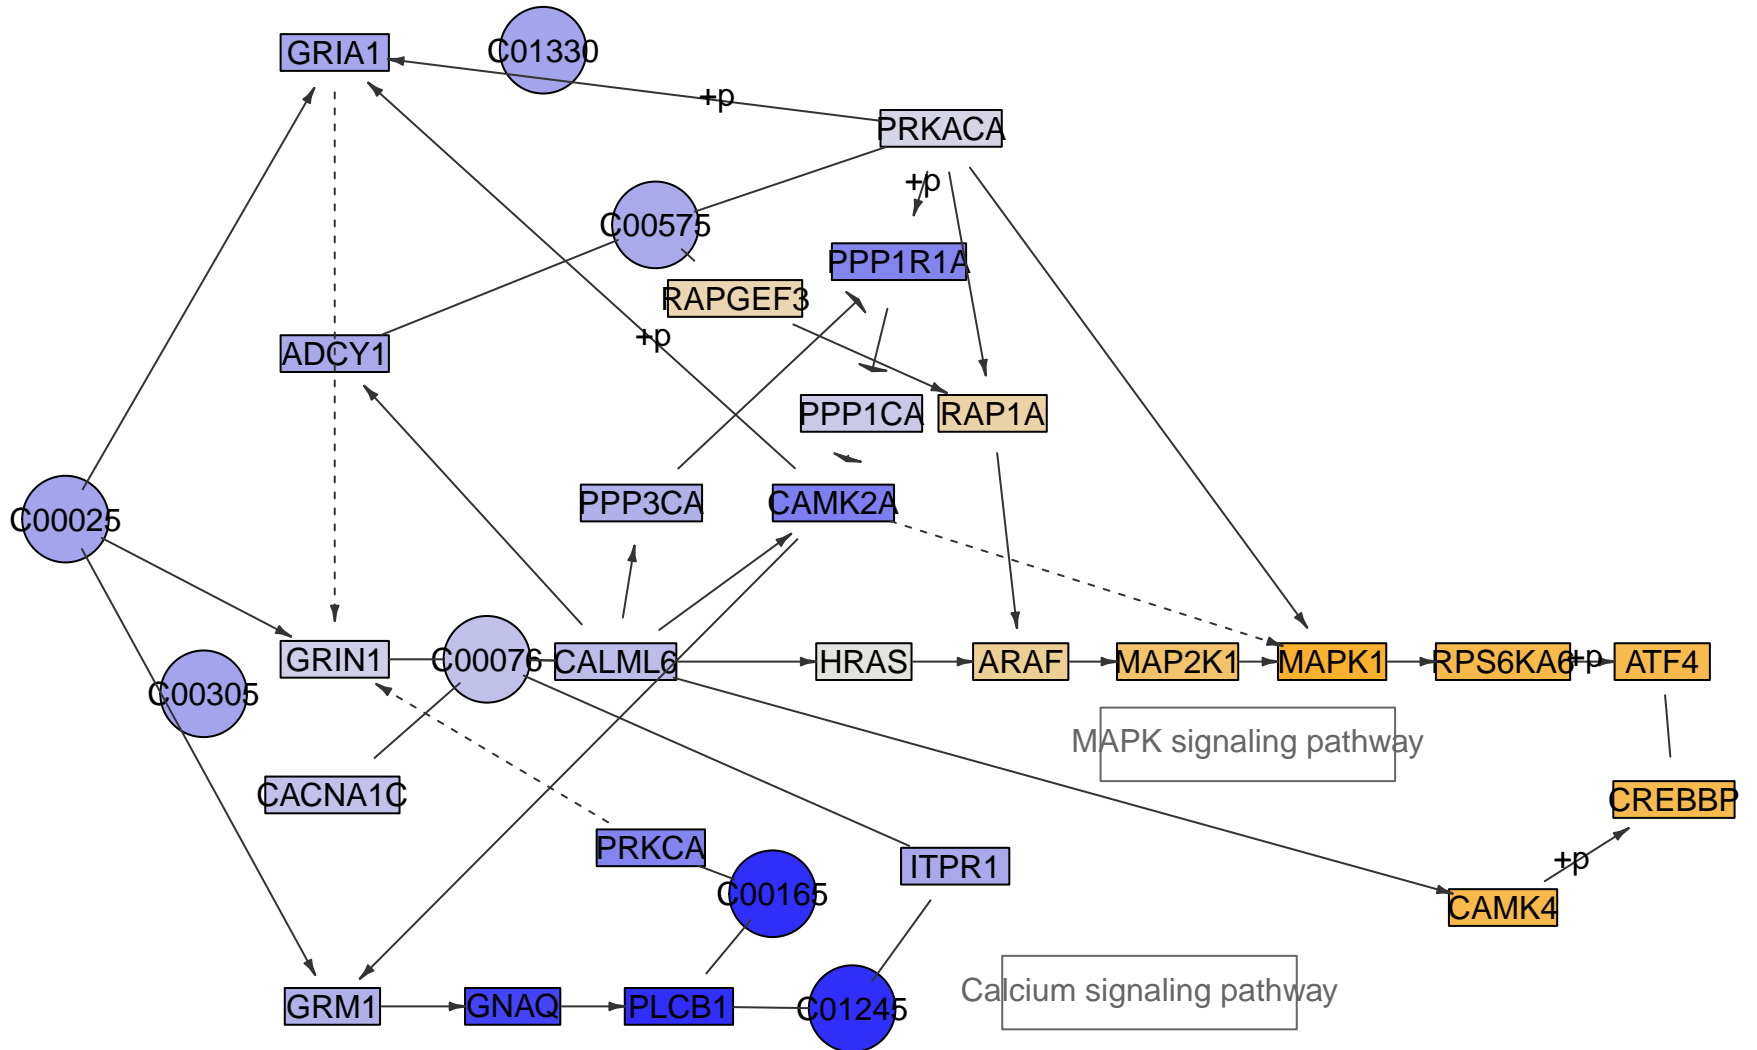 C01330
GRIA1
+p
PRKACA
+p
C00575
PPP1R1A
RAPGEF3
+p
ADCY1
PPP1CA
RAP1A
PPP3CA
CAMK2A
C00025
GRIN1
C00076
CALML6
HRAS
ARAF
MAP2K1
MAPK1
RPS6KA6
+p
ATF4
C00305
MAPK signaling pathway
CACNA1C
CREBBP
PRKCA
ITPR1
+p
C00165
CAMK4
Calcium signaling pathway
GRM1
GNAQ
PLCB1
C01245